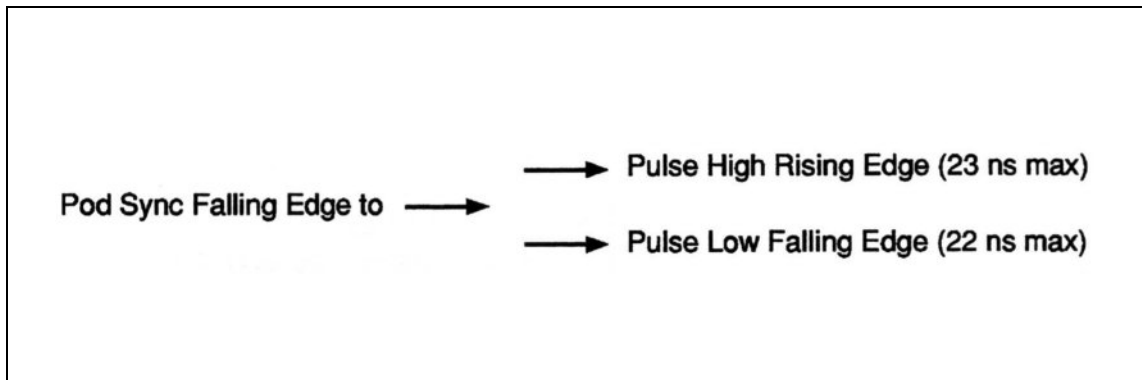 Pulse High Rising Edge (23 ns max)
Pod Sync Falling Edge to
Pulse Low Falling Edge (22 ns max)